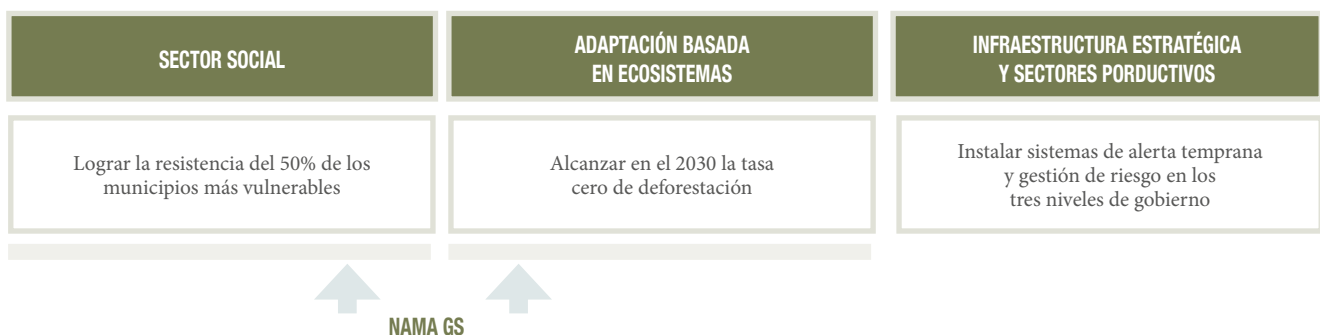 SECTOR SOCIAL
Lograr la resistencia del 50% de los
municipios más vulnerables
ADAPTACIÓN BASADA
EN ECOSISTEMAS
Alcanzar en el 2030 la tasa
cero de deforestación
INFRAESTRUCTURA ESTRATÉGICA
Y SECTORES PORDUCTIVOS
Instalar sistemas de alerta temprana
y gestión de riesgo en los
tres niveles de gobierno
NAMA GS